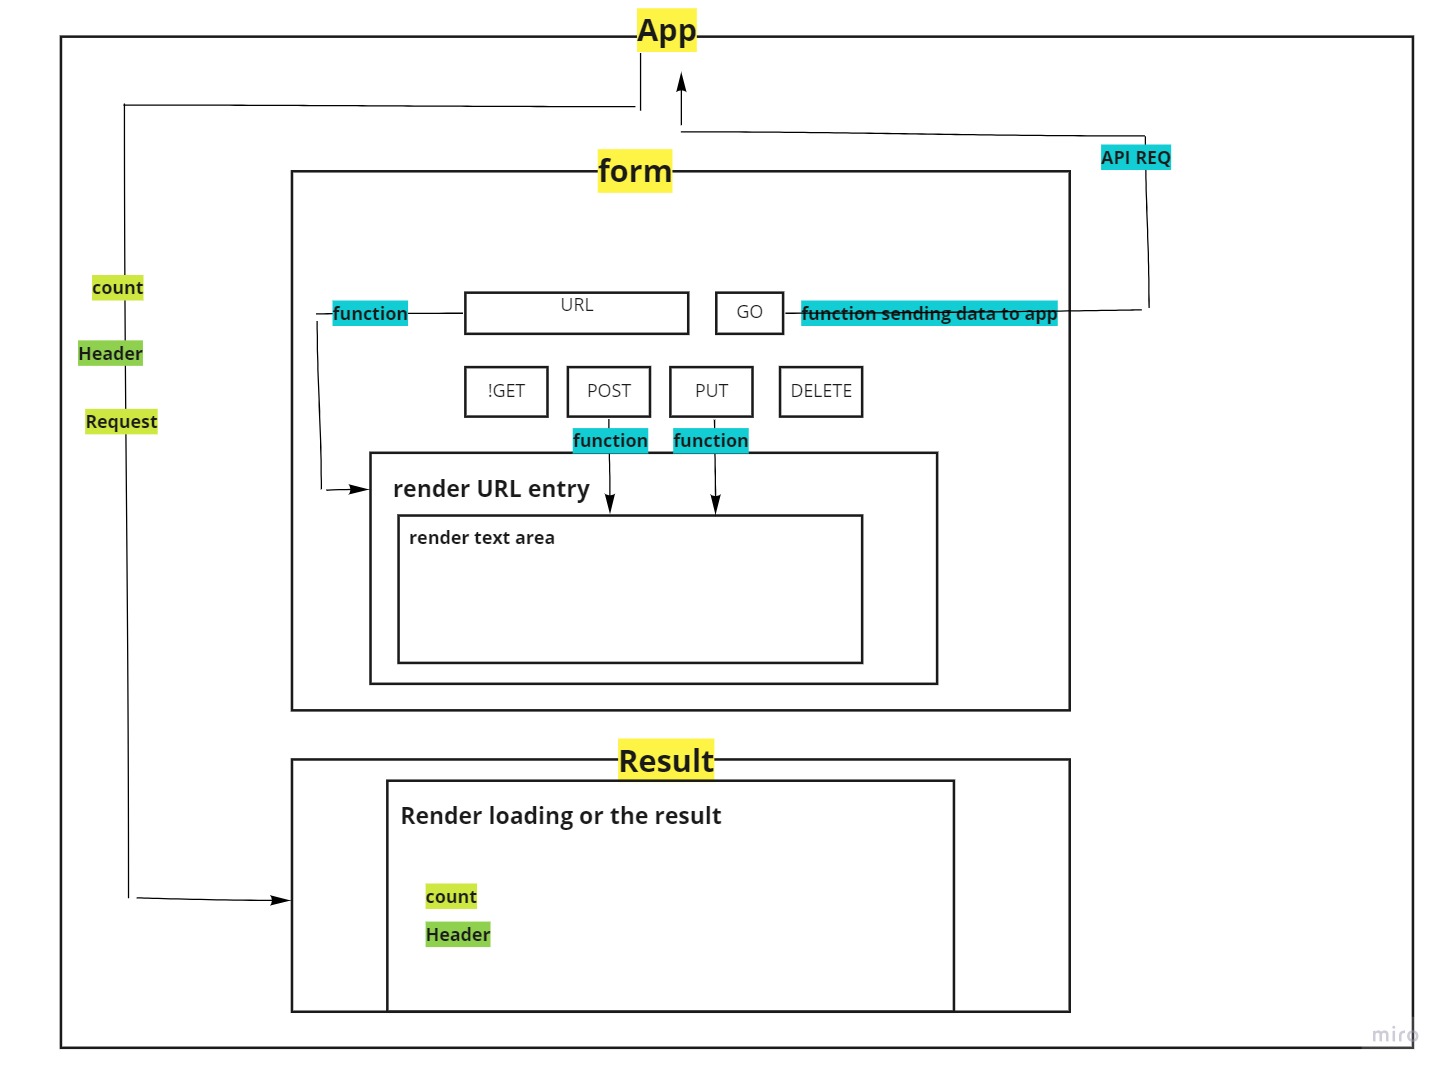 App
API REQ
form
count
Header
Request
function
URL
GO
function sending data to app
!GET
POST
PUT
DELETE
function
function
render URL entry
render text area
Result
Render loading or the result
count
Header
miro